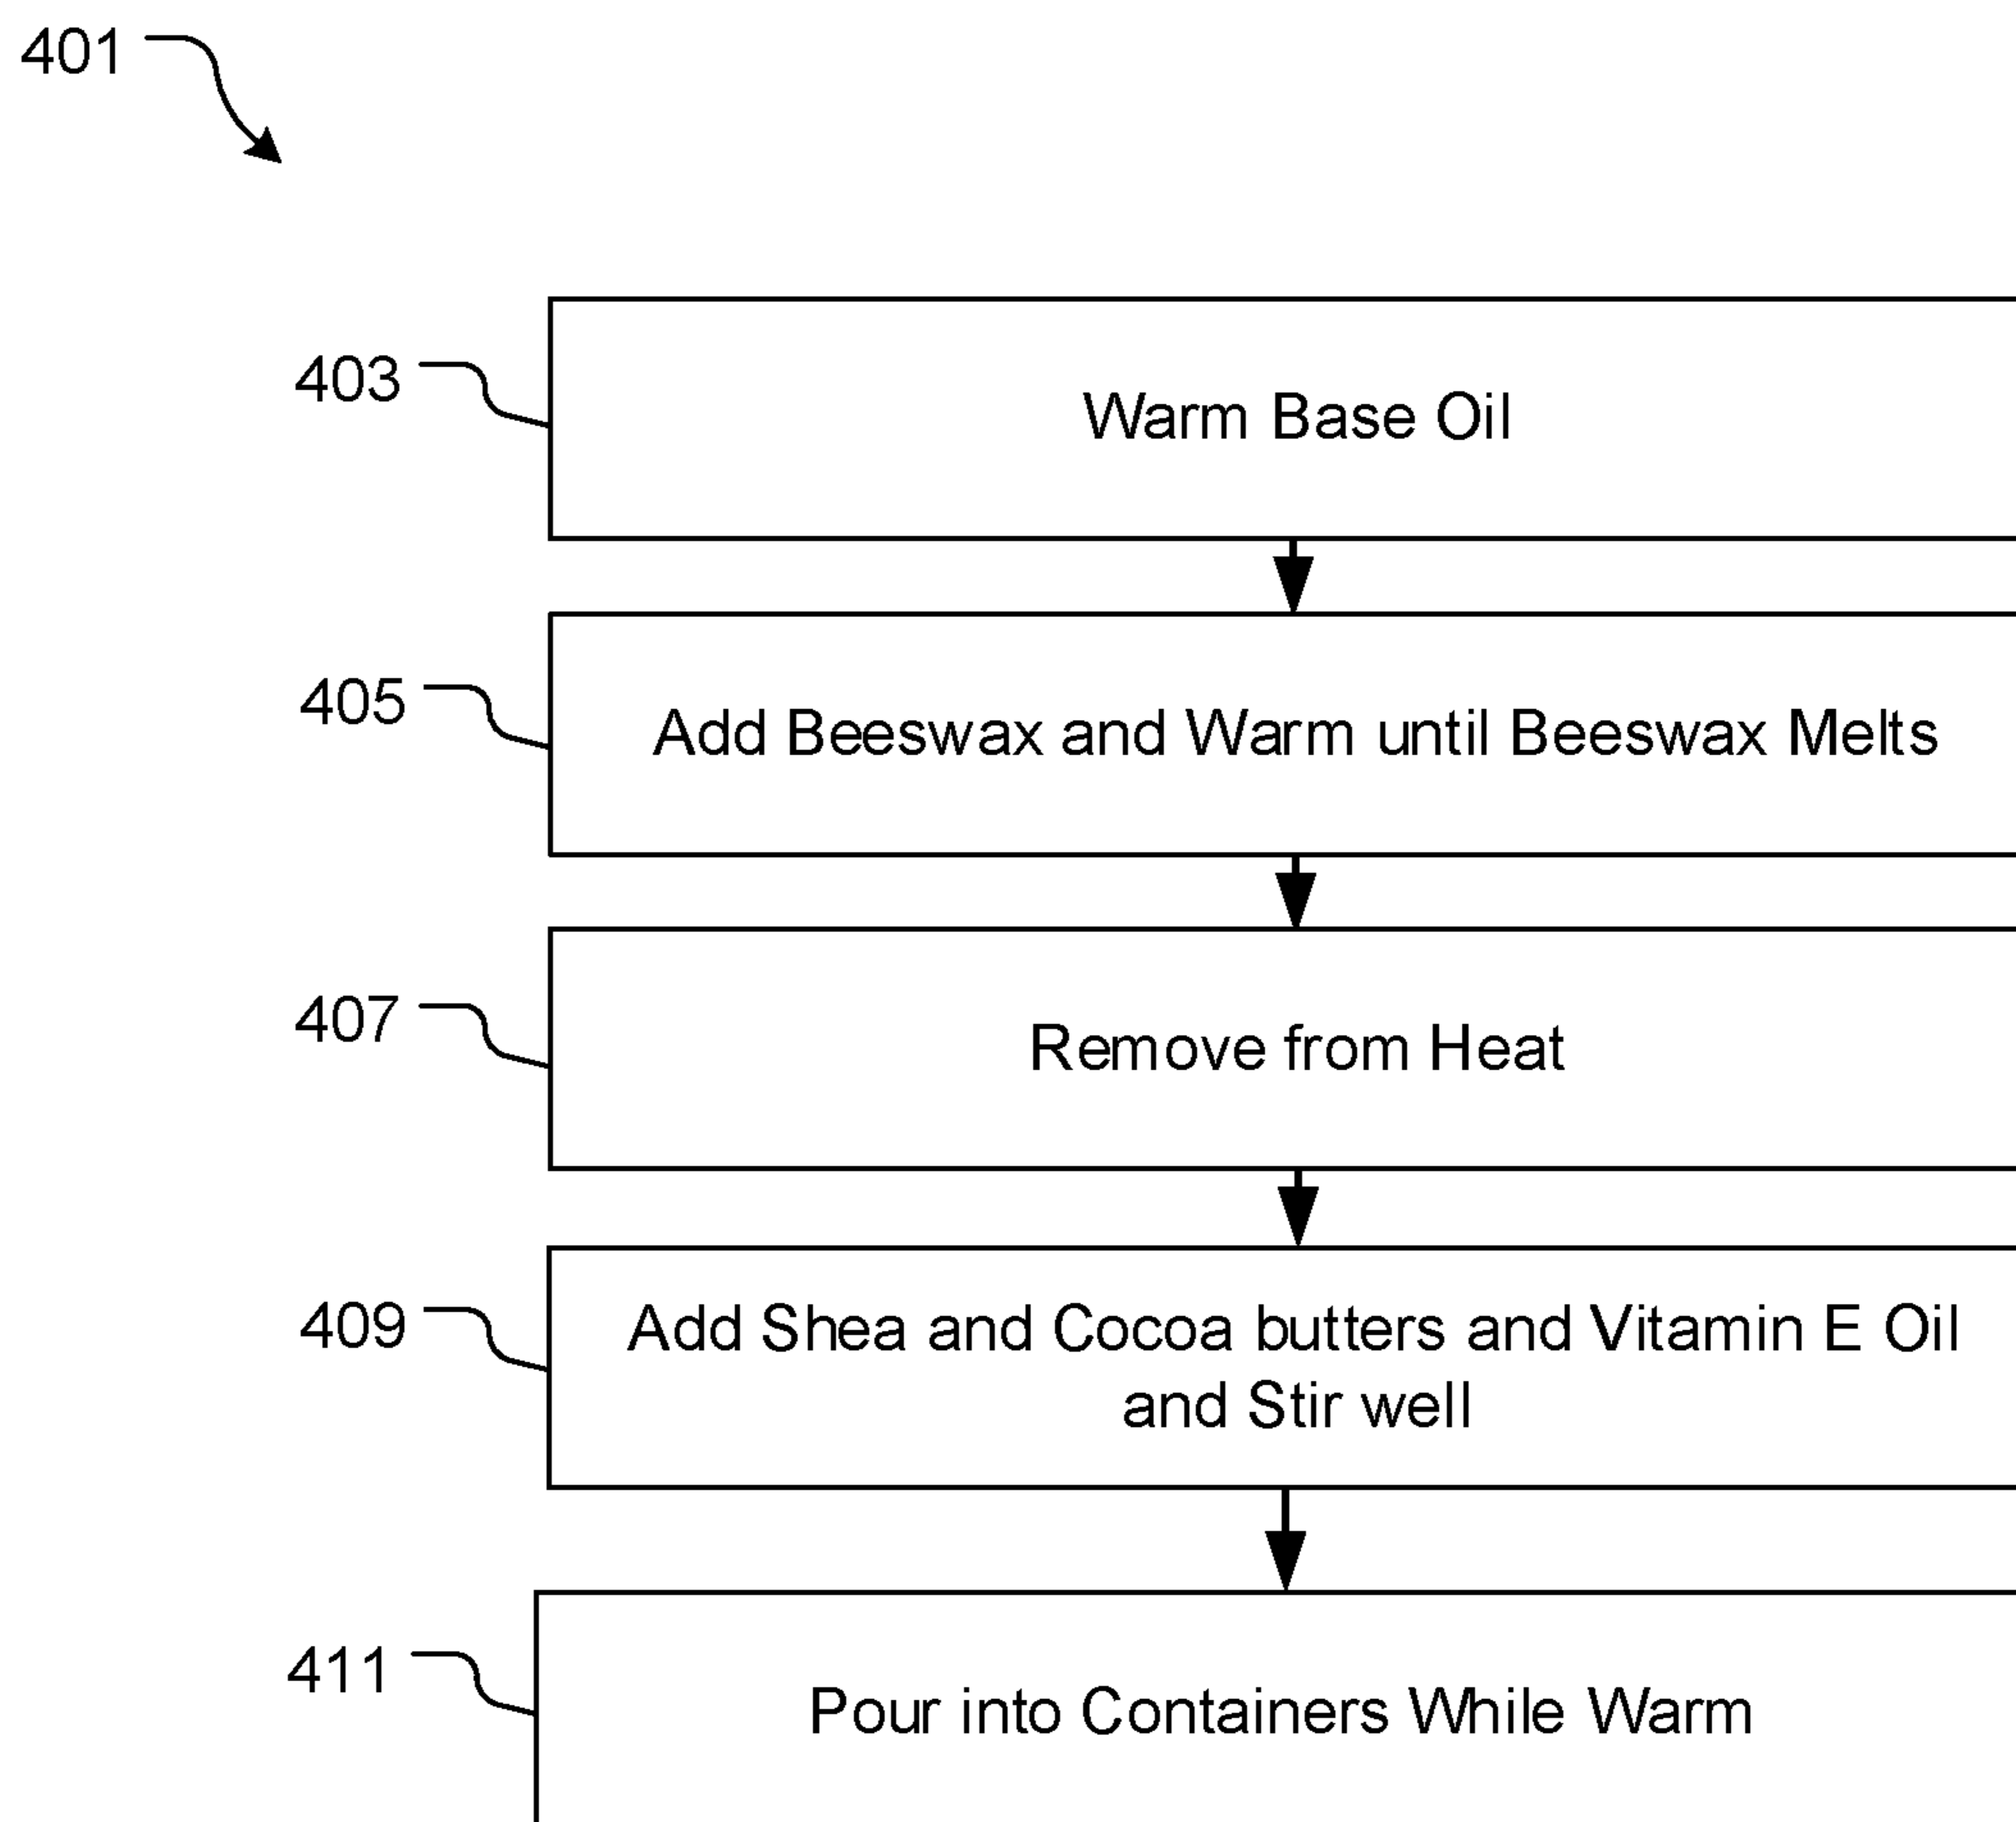 401
403
Warm Base Oil
405
Add Beeswax and Warm until Beeswax Melts
407
Remove from Heat
409
Add Shea and Cocoa butters and Vitamin E Oil
and Stir well
411
Pour into Containers While Warm